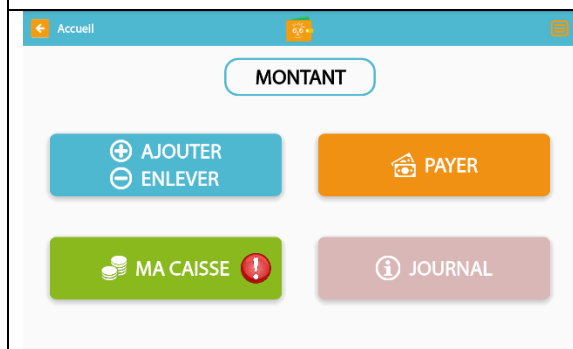 Accueil
MONTANT
AJOUTER
ENLEVER
PAYER
MA CAISSE
JOURNAL